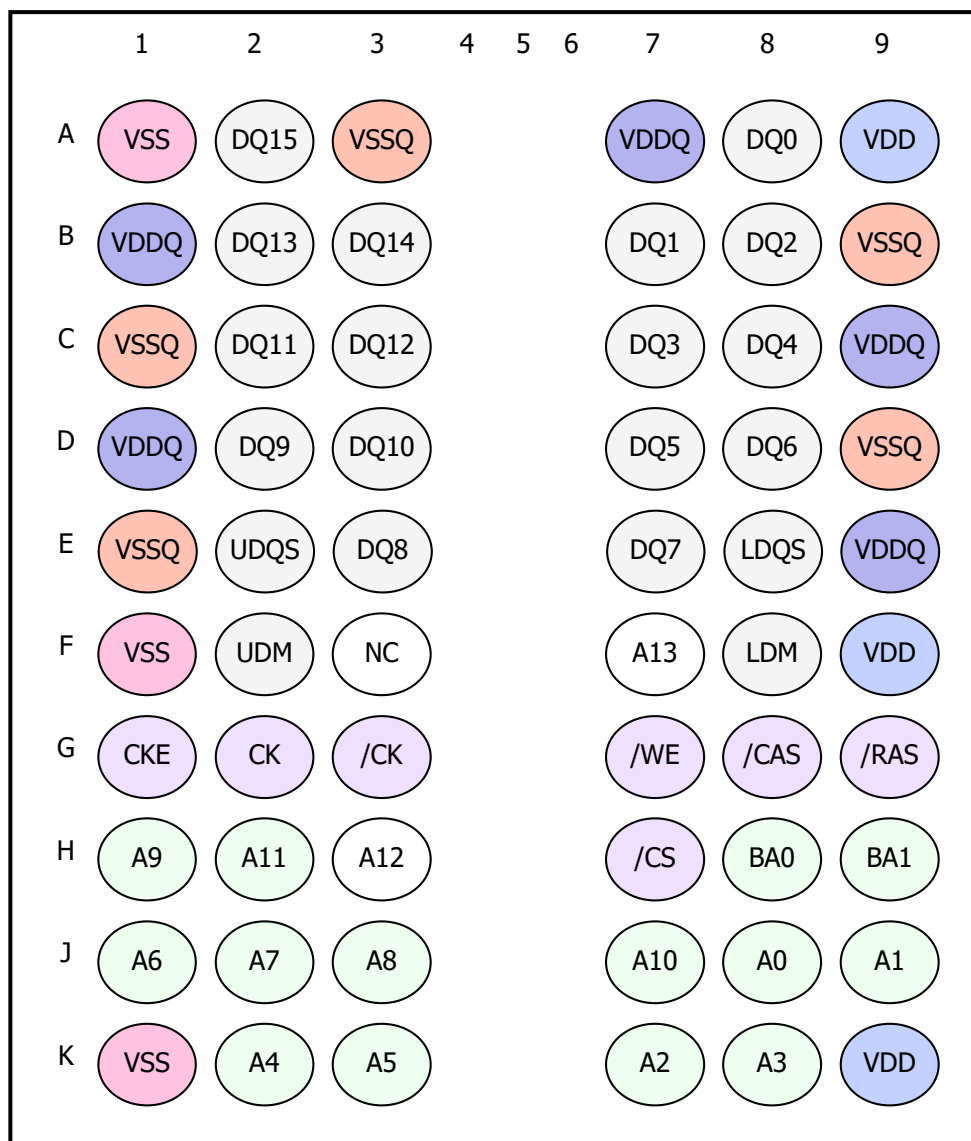 1 2 3 4 5 6 7 8 9
A VSS DQ15 VSSQ VDDQ DQ0 VDD
B VDDQ DQ13 DQ14 DQ1 DQ2 VSSQ
C VSSQ DQ11 DQ12 DQ3 DQ4 VDDQ
D VDDQ DQ9 DQ10 DQ5 DQ6 VSSQ
E VSSQ UDQS DQ8 DQ7 LDQS VDDQ
F VSS UDM NC A13 LDM VDD
G CKE CK /CK /WE /CAS /RAS
H A9 A11 A12 /CS BA0 BA1
J A6 A7 A8 A10 A0 A1
K VSS A4 A5 A2 A3 VDD